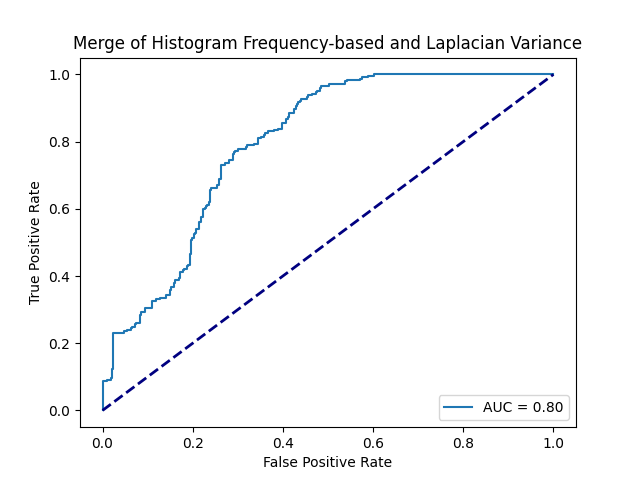 Merge of Histogram Frequency-based and Laplacian Variance
1.0
0.8
0.6
0.4
0.2
0.0
True Positive Rate
0.0 0.2 0.4 0.6 0.8 1.0
False Positive Rate
AUC = 0.80